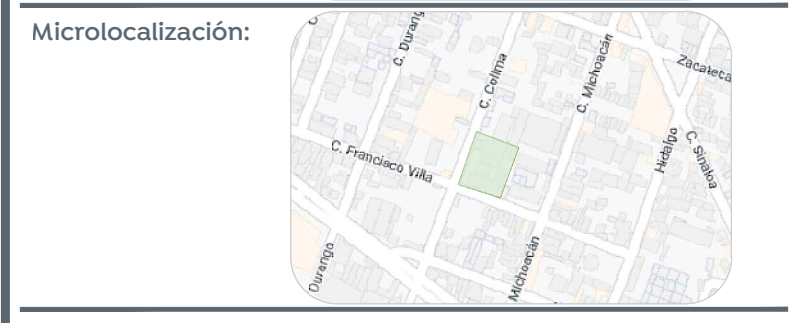 Microlocalización:
C. Durang
C. Colima
C. Michoacán
Zacateca
C. Francisco Villa
Hidalgo
C. Sinaloa
Durango
Michoacán